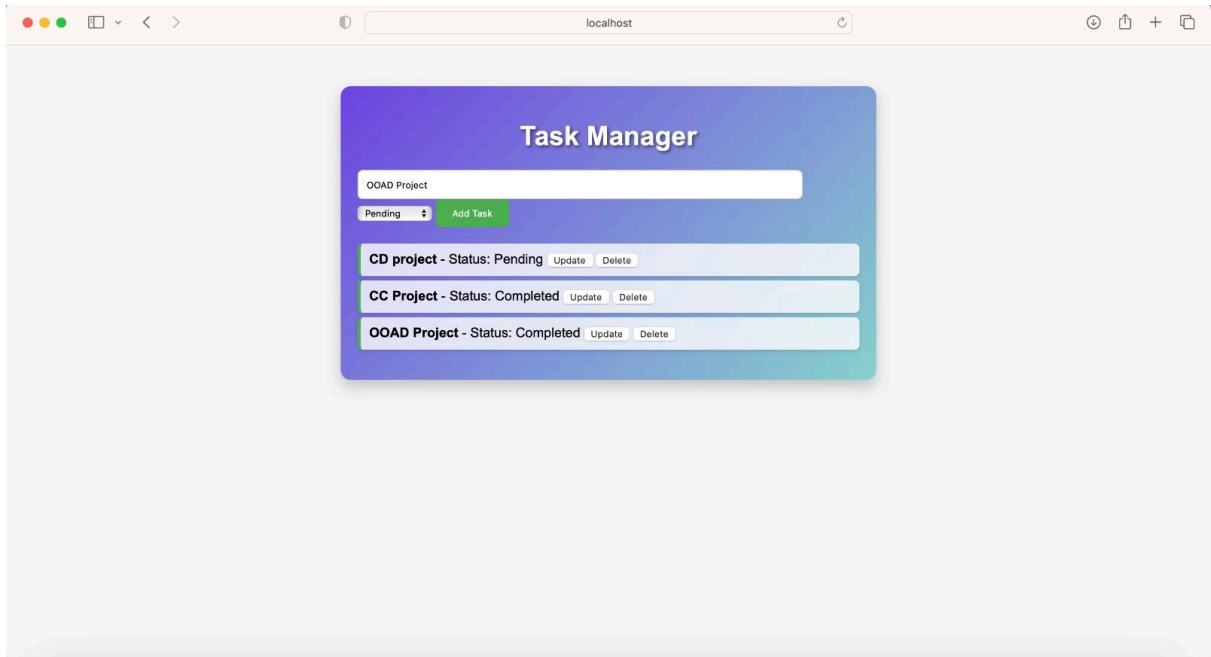 localhost
Task Manager
OOAD Project
Pending Add Task
CD project - Status: Pending Update Delete
CC Project - Status: Completed Update Delete
OOAD Project - Status: Completed Update Delete